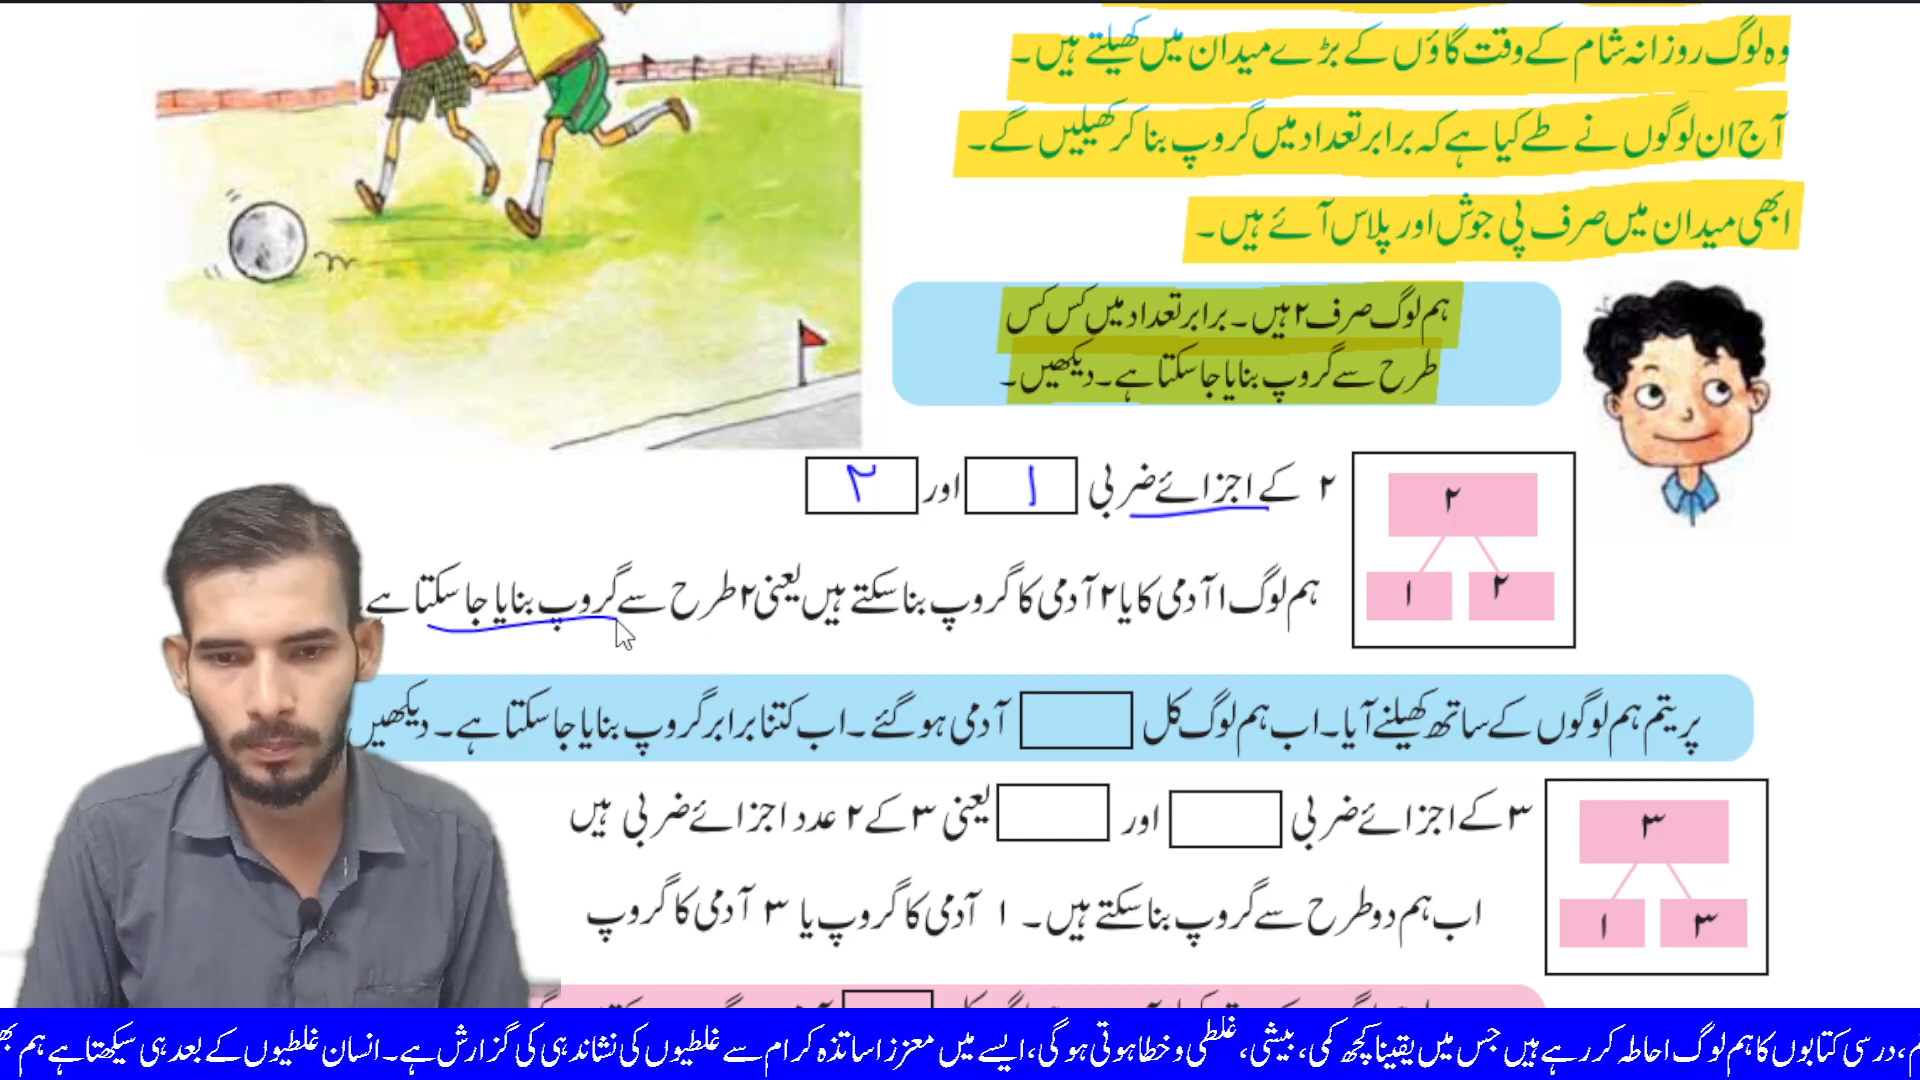 وہ لوگ روزانہ شام کے وقت گاؤں کے بڑے میدان میں کھیلتے ہیں۔
آج ان لوگوں نے طے کیا ہے کہ برابر تعداد میں گروپ بنا کر کھیلیں گے۔
ابھی میدان میں صرف پی جوش اور پلاس آئے ہیں۔
ہم لوگ صرف ۲ ہیں۔ برابر تعداد میں کس کس
طرح سے گروپ بنایا جا سکتا ہے۔ دیکھیں۔
۲ کے اجزائے ضربی ۱ اور ۲
۲
۱ ۲
ہم لوگ ۱ آدمی کا یا ۲ آدمی کا گروپ بنا سکتے ہیں یعنی ۲ طرح سے گروپ بنایا جا سکتا ہے
پریتم ہم لوگوں کے ساتھ کھیلنے آیا۔ اب ہم لوگ کل آدمی ہو گئے۔ اب کتنا برابر گروپ بنایا جا سکتا ہے۔ دیکھیں
۳ کے اجزائے ضربی اور یعنی ۳ کے ۲ عدد اجزائے ضربی ہیں
۳
۱ ۳
اب ہم دو طرح سے گروپ بنا سکتے ہیں۔ ۱ آدمی کا گروپ یا ۳ آدمی کا گروپ
، درسی کتابوں کا ہم لوگ احاطہ کر رہے ہیں جس میں یقینا کچھ کمی، بیشی، غلطی و خطا ہوتی ہوگی، ایسے میں معزز اساتذہ کرام سے غلطیوں کی نشاندہی کی گزارش ہے۔ انسان غلطیوں کے بعد ہی سیکھتا ہے ہم